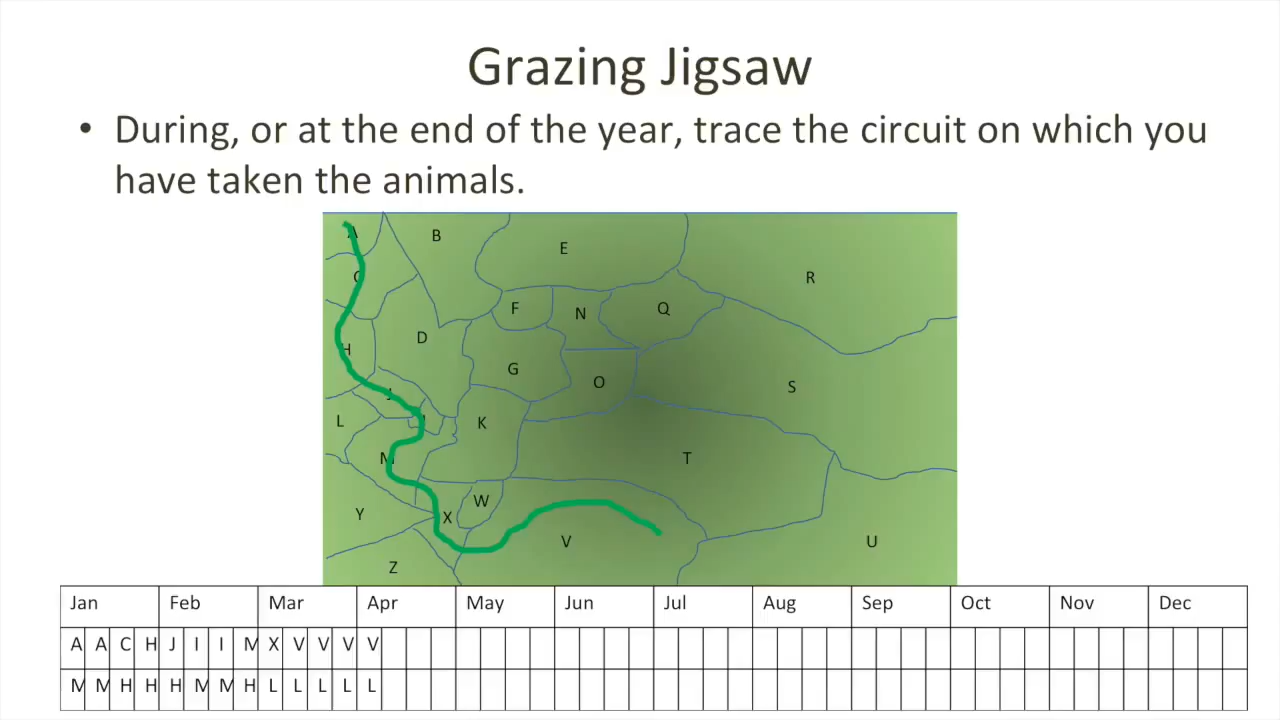 Grazing Jigsaw
• During, or at the end of the year, trace the circuit on which you
have taken the animals.
A
B
E
C
R
F
N
Q
H
D
G
O
S
J
L
I
K
M
T
Y
X
W
V
U
Z
Jan Feb Mar Apr May Jun Jul Aug Sep Oct Nov Dec
A A C H J I I M X V V V V
M M H H H M M H L L L L L